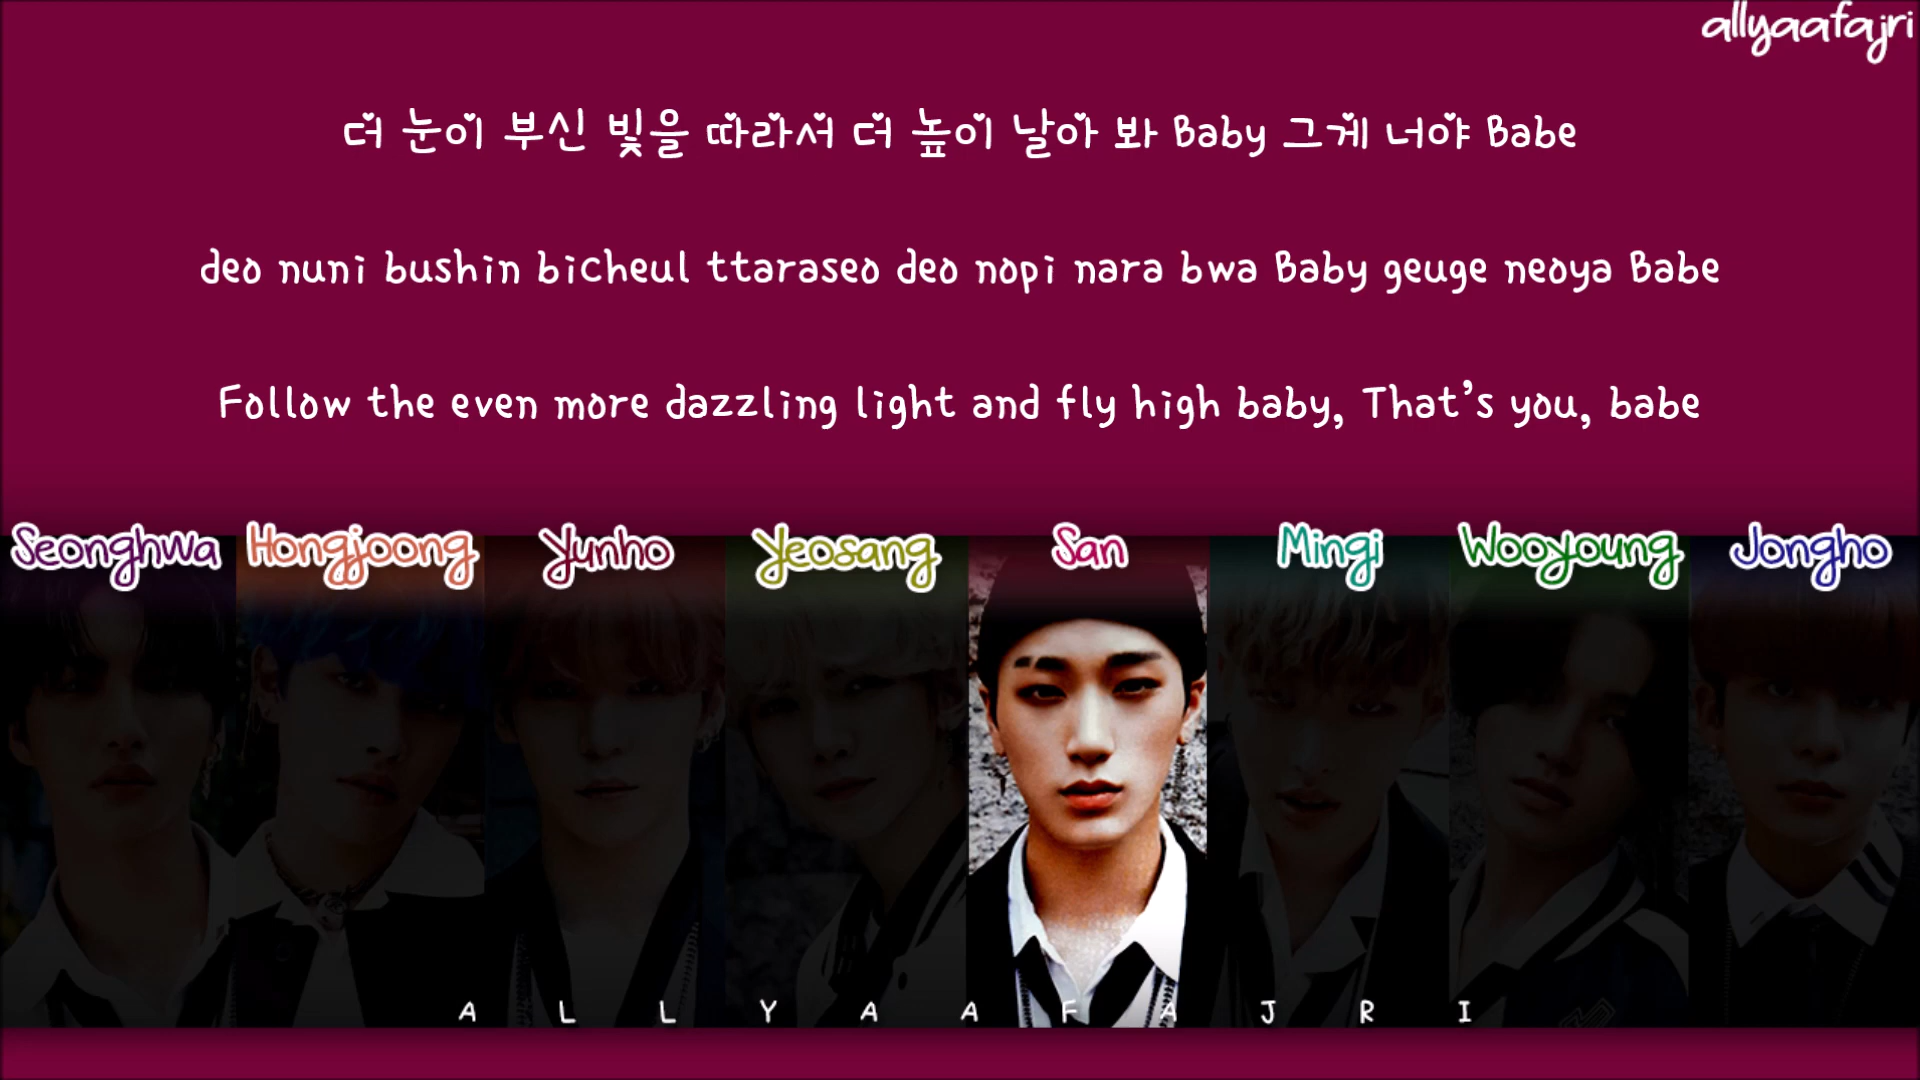 allyaafajri
더 눈이 부신 빛을 따라서 더 높이 날아 봐 Baby 그게 너야 Babe
deo nuni bushin bicheul ttaraseo deo nopi nara bwa Baby geuge neoya Babe
Follow the even more dazzling light and fly high baby, That's you, babe
Seonghwa Hongjoong Yunho Yeosang San Mingi Wooyoung Jongho
A L L Y A A F A J R I